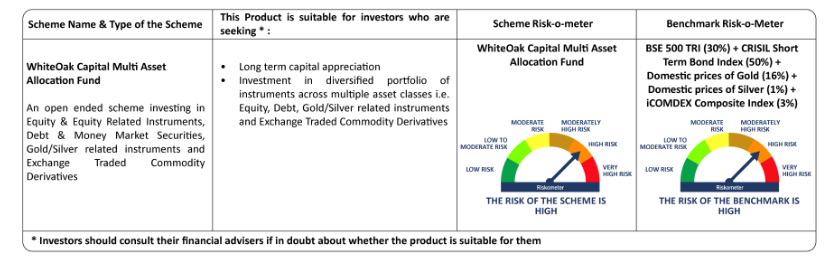 Scheme Name & Type of the Scheme
This Product is suitable for investors who are
seeking * :
Scheme Risk-o-meter
Benchmark Risk-o-Meter
WhiteOak Capital Multi Asset
Allocation Fund
An open ended scheme investing in
Equity & Equity Related Instruments,
Debt & Money Market Securities,
Gold/Silver related instruments and
Exchange Traded Commodity
Derivatives
• Long term capital appreciation
• Investment in diversified portfolio of
instruments across multiple asset classes i.e.
Equity, Debt, Gold/Silver related instruments
and Exchange Traded Commodity Derivatives
WhiteOak Capital Multi Asset
Allocation Fund
LOW RISK
LOW TO
MODERATE RISK
MODERATE
RISK
MODERATELY
HIGH RISK
HIGH RISK
VERY
HIGH RISK
Riskometer
THE RISK OF THE SCHEME IS
HIGH
BSE 500 TRI (30%) + CRISIL Short
Term Bond Index (50%) +
Domestic prices of Gold (16%) +
Domestic prices of Silver (1%) +
iCOMDEX Composite Index (3%)
LOW RISK
LOW TO
MODERATE RISK
MODERATE
RISK
MODERATELY
HIGH RISK
HIGH RISK
VERY
HIGH RISK
Riskometer
THE RISK OF THE BENCHMARK IS
HIGH
* Investors should consult their financial advisers if in doubt about whether the product is suitable for them